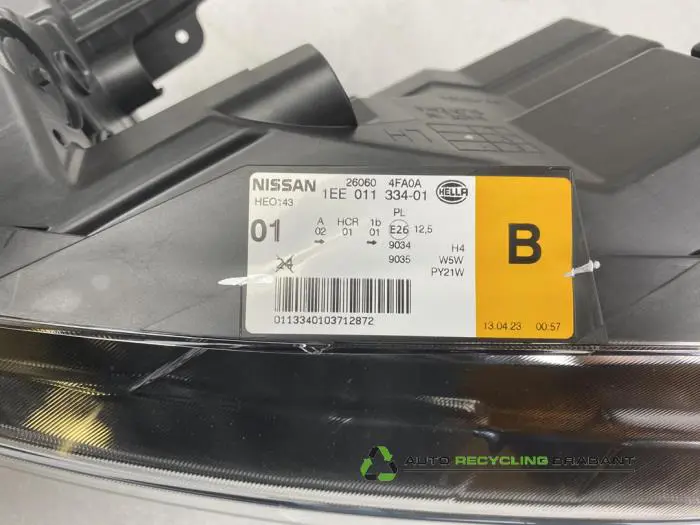 NISSAN 26060 4FA0A
HEO143 1EE 011 334-01 HELLA
PL
01 A HCR 1b E26 12,5
02 01 01
9034 H4
24 9035 W5W
PY21W
0113340103712872
B
13.04.23 00:57
AUTO RECYCLING BRABANT